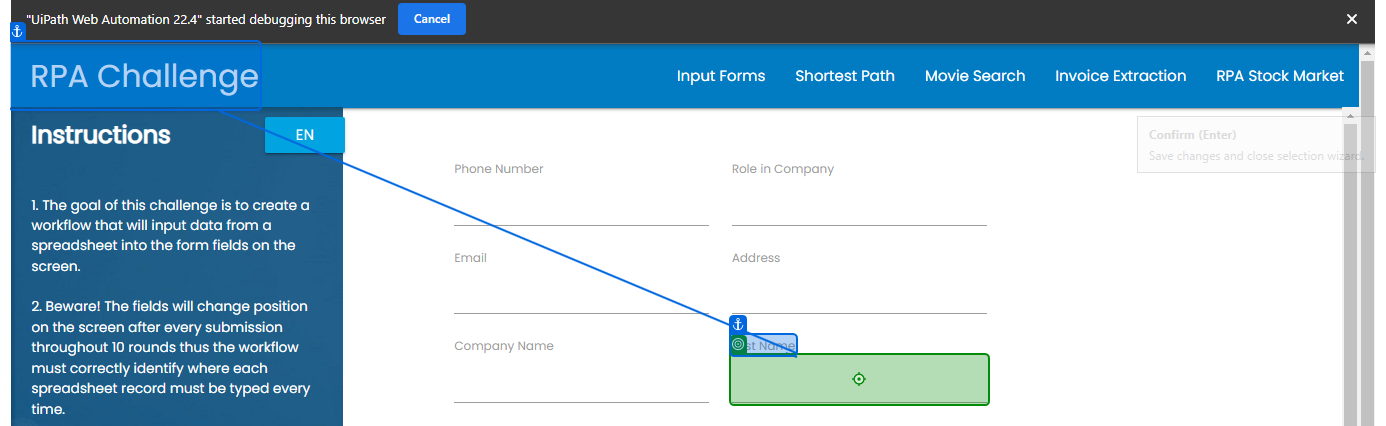 "UiPath Web Automation 22.4" started debugging this browser
Cancel
RPA Challenge
Input Forms
Shortest Path
Movie Search
Invoice Extraction
RPA Stock Market
Instructions
EN
Confirm (Enter)
Save changes and close selection wizard.
Phone Number
Role in Company
1. The goal of this challenge is to create a
workflow that will input data from a
spreadsheet into the form fields on the
screen.
Email
Address
2. Beware! The fields will change position
on the screen after every submission
throughout 10 rounds thus the workflow
must correctly identify where each
spreadsheet record must be typed every
time.
Company Name
Name